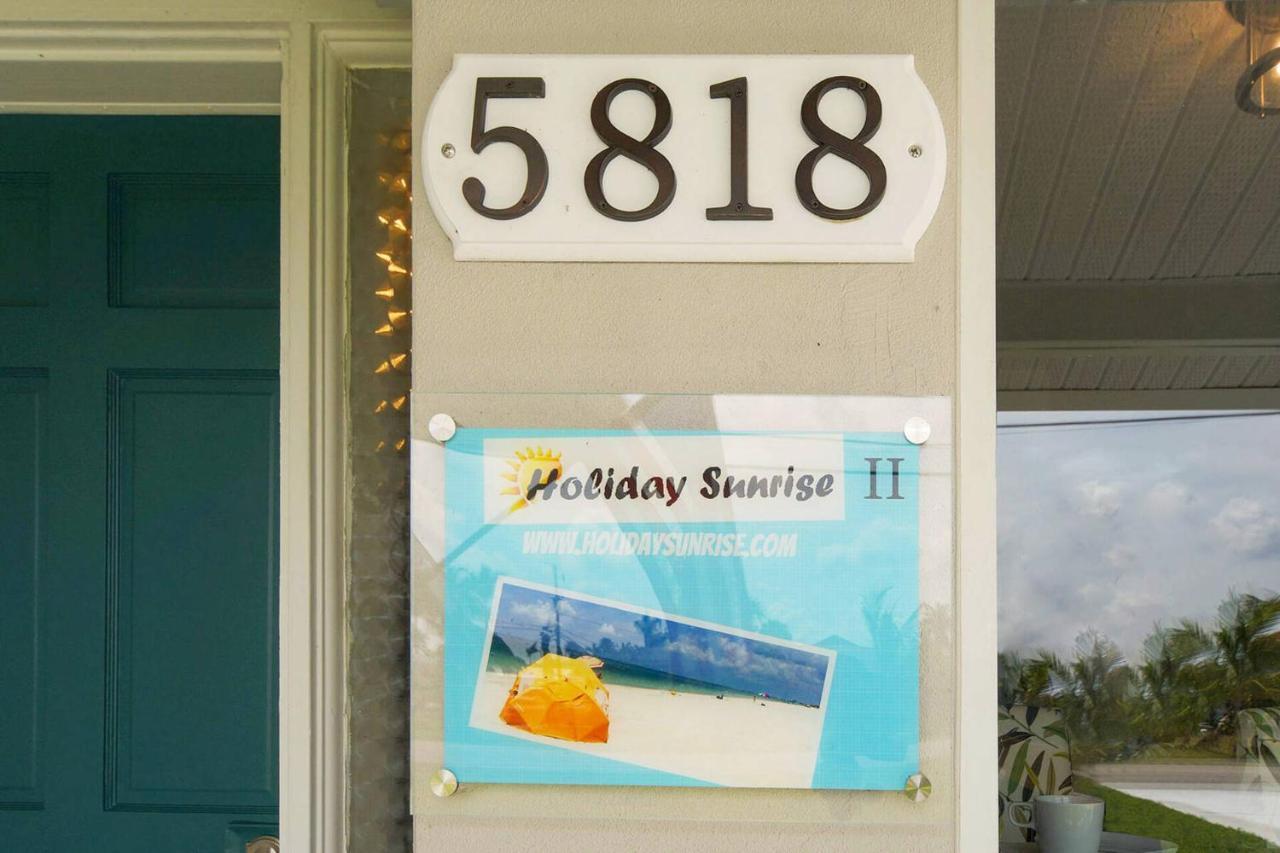 5818
Holiday Sunrise II
WWW.HOLIDAYSUNRISE.COM